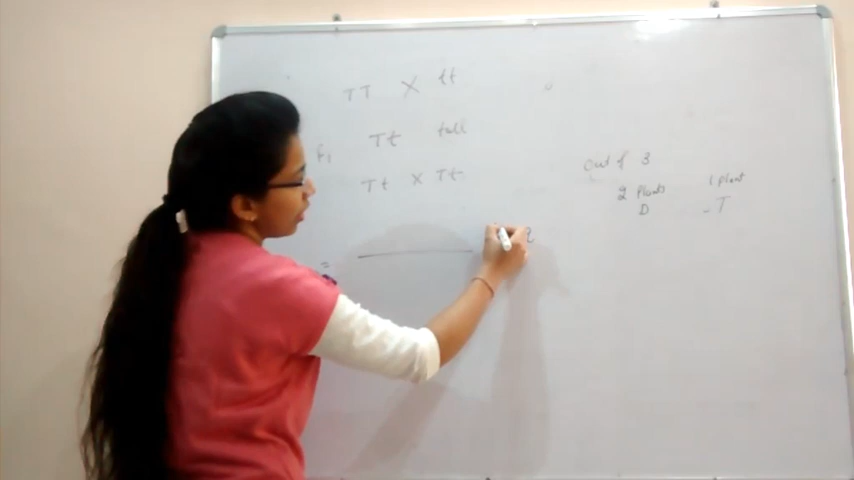 TT X tt
F1 Tt tall
Tt X Tt
=
Out of 3
2 Plants 1 Plant
D - T